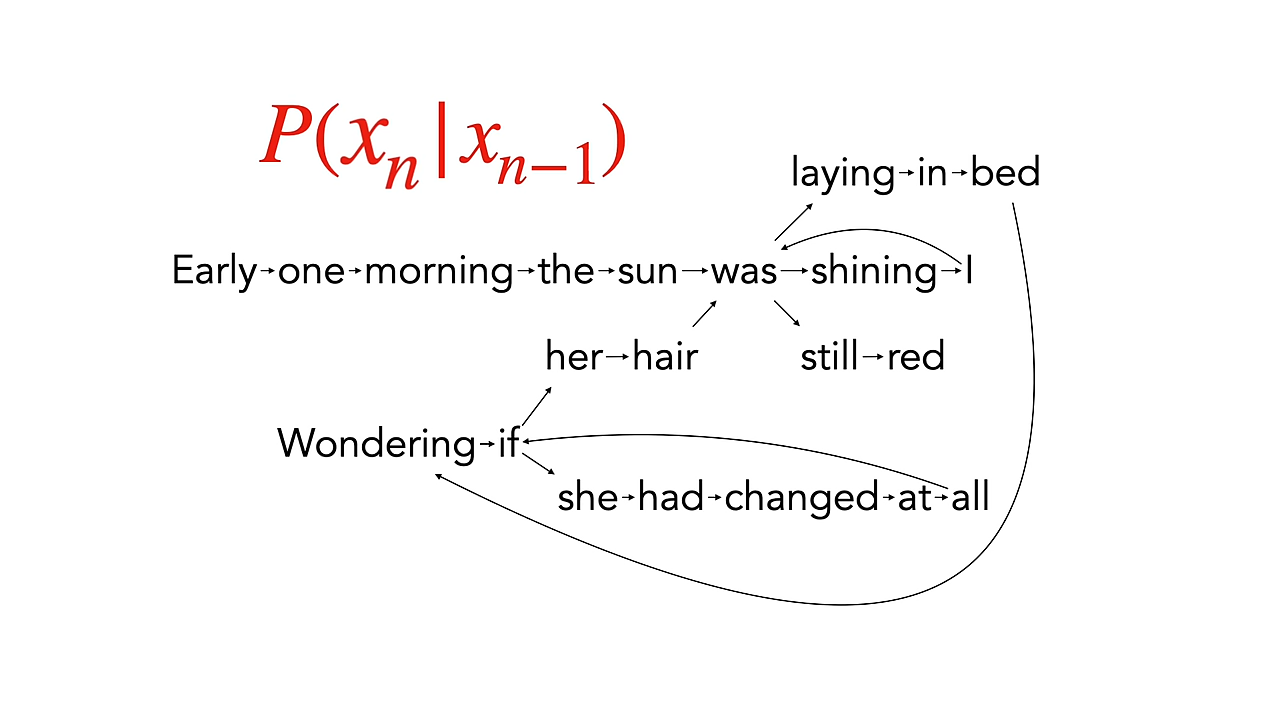 P(xₙ|xₙ₋₁)
laying→in→bed
Early→one→morning→the→sun→was→shining→I
her→hair
still→red
Wondering→if
she→had→changed→at→all